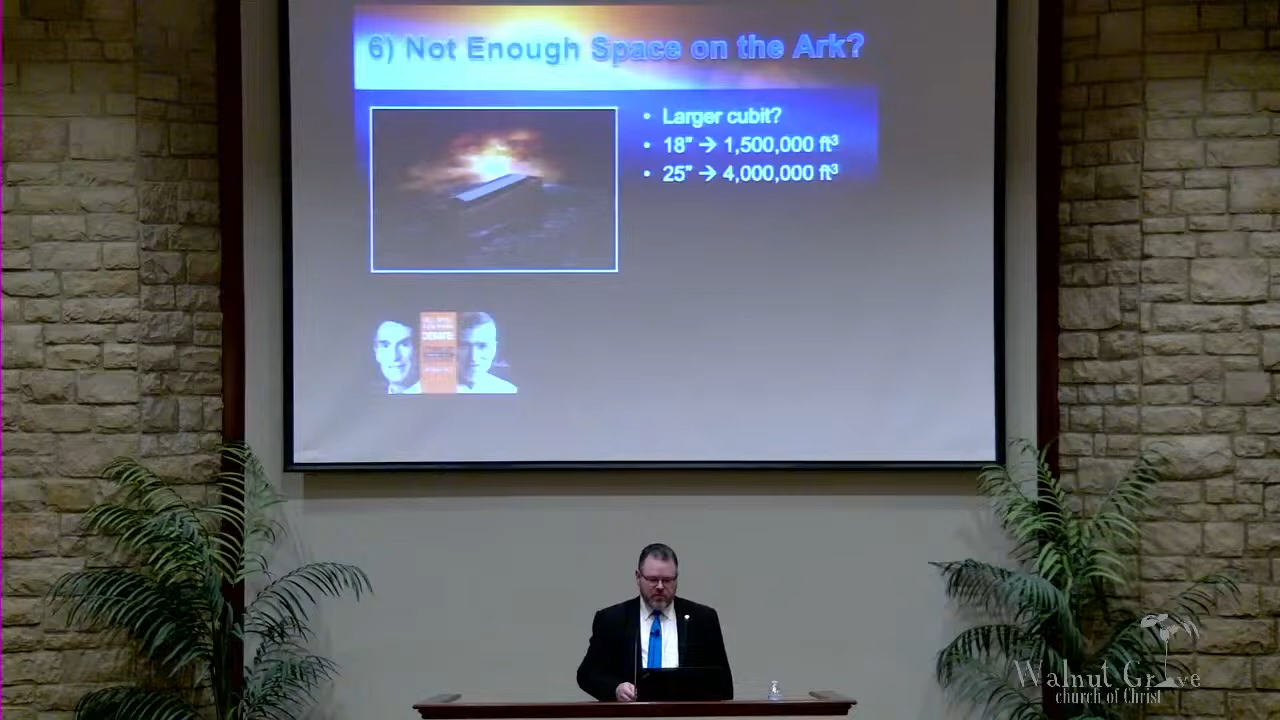 6) Not Enough Space on the Ark?
• Larger cubit?
• 18" → 1,500,000 ft³
• 25" → 4,000,000 ft³
DEBATE
Walnut Grove
church of Christ